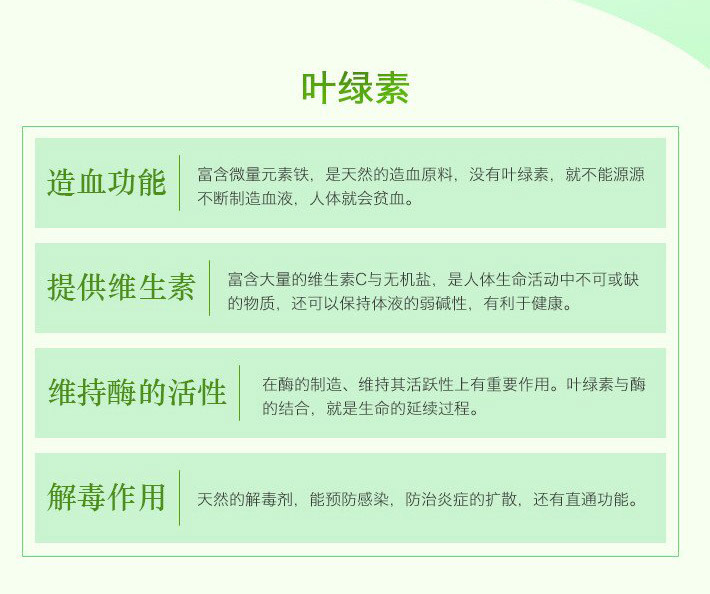 叶绿素
造血功能
富含微量元素铁，是天然的造血原料，没有叶绿素，就不能源源
不断制造血液，人体就会贫血。
提供维生素
富含大量的维生素C与无机盐，是人体生命活动中不可或缺
的物质，还可以保持体液的弱碱性，有利于健康。
维持酶的活性
在酶的制造、维持其活跃性上有重要作用。叶绿素与酶
的结合，就是生命的延续过程。
解毒作用
天然的解毒剂，能预防感染，防治炎症的扩散，还有直通功能。